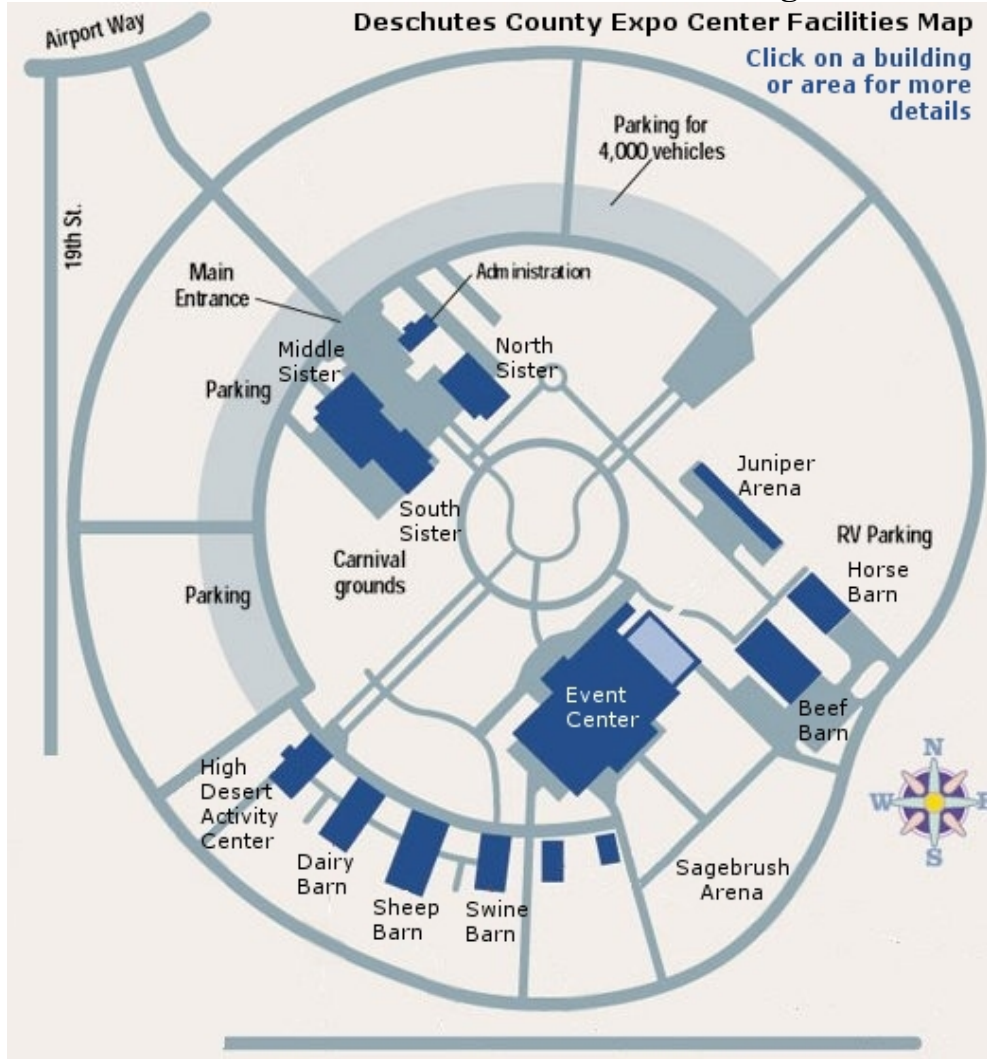 Deschutes County Expo Center Facilities Map
Click on a building
or area for more
details
Airport Way
19th St.
Parking for
4,000 vehicles
Main
Entrance
Administration
Middle
Sister
North
Sister
Parking
Juniper
Arena
South
Sister
RV Parking
Carnival
grounds
Horse
Barn
Parking
Event
Center
Beef
Barn
High
Desert
Activity
Center
N
W
E
S
Dairy
Barn
Sagebrush
Arena
Sheep
Barn
Swine
Barn